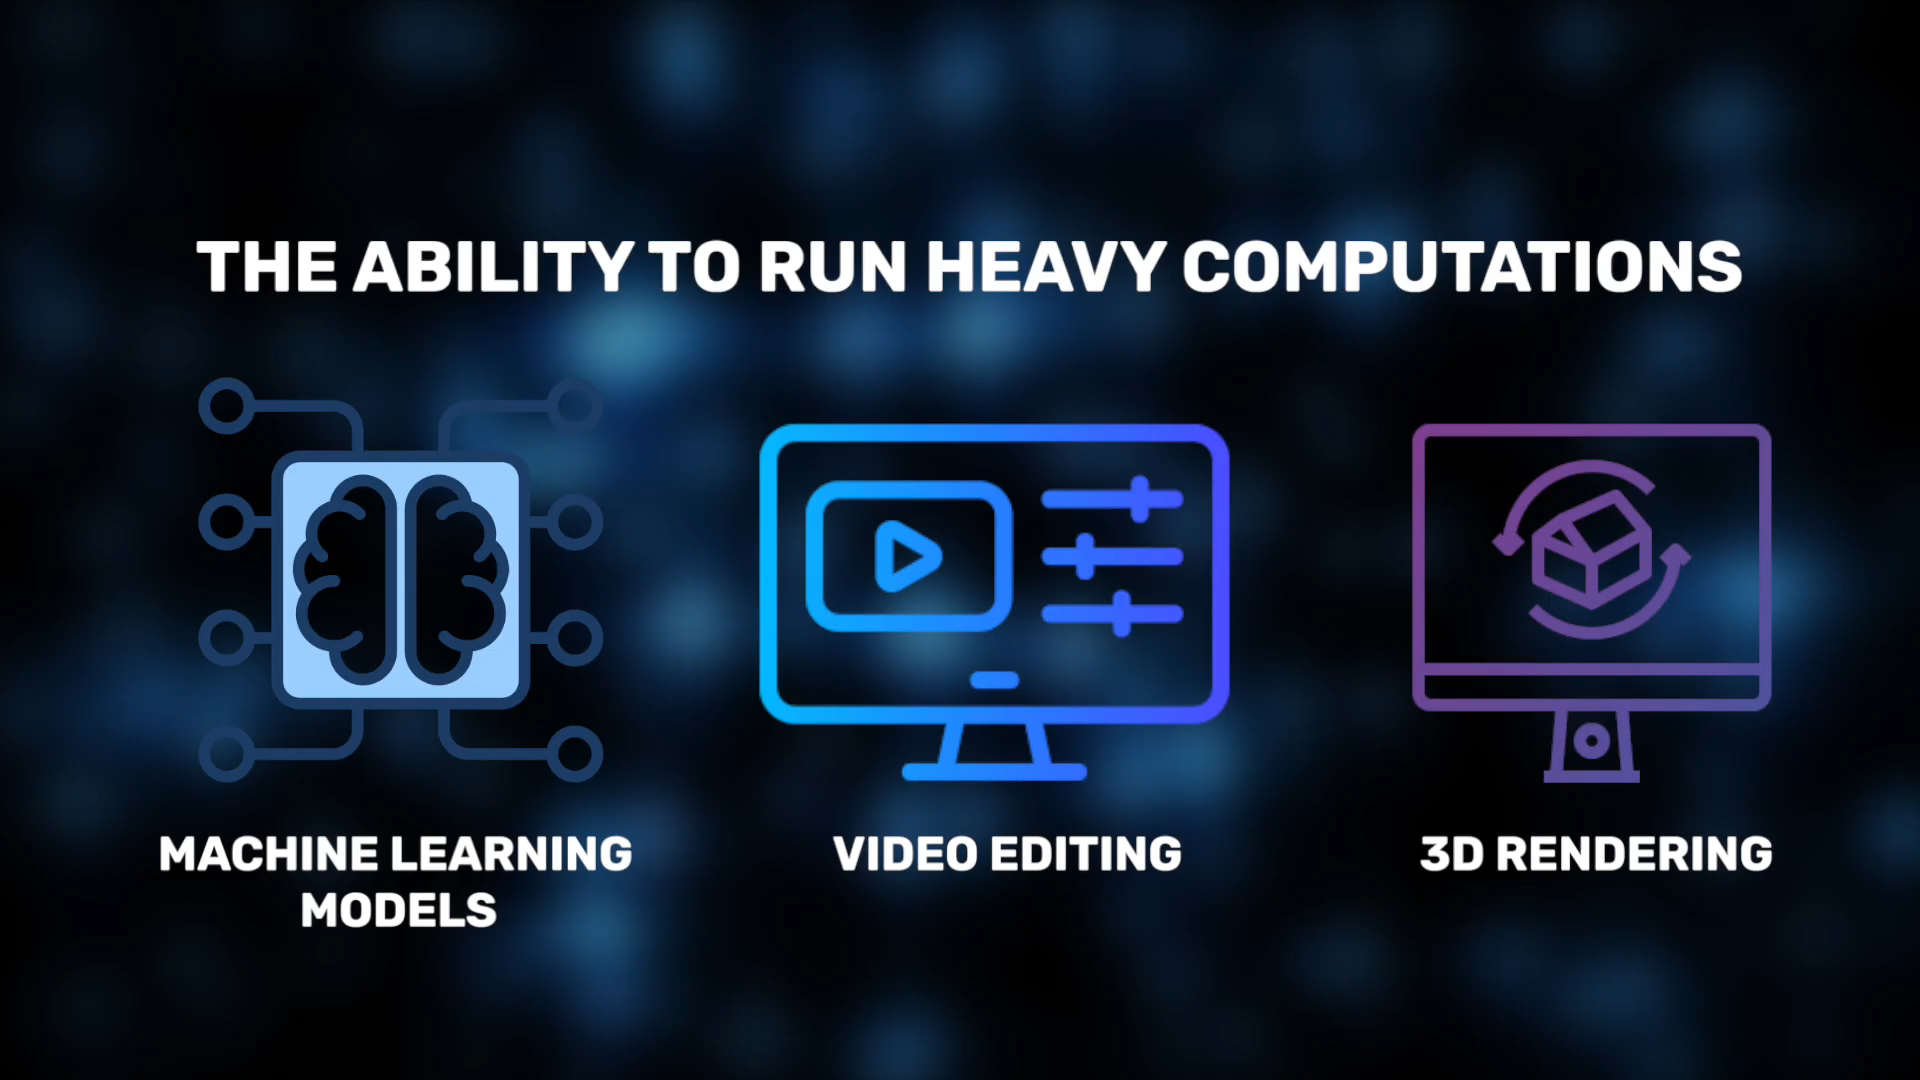 THE ABILITY TO RUN HEAVY COMPUTATIONS
MACHINE LEARNING
MODELS
VIDEO EDITING
3D RENDERING